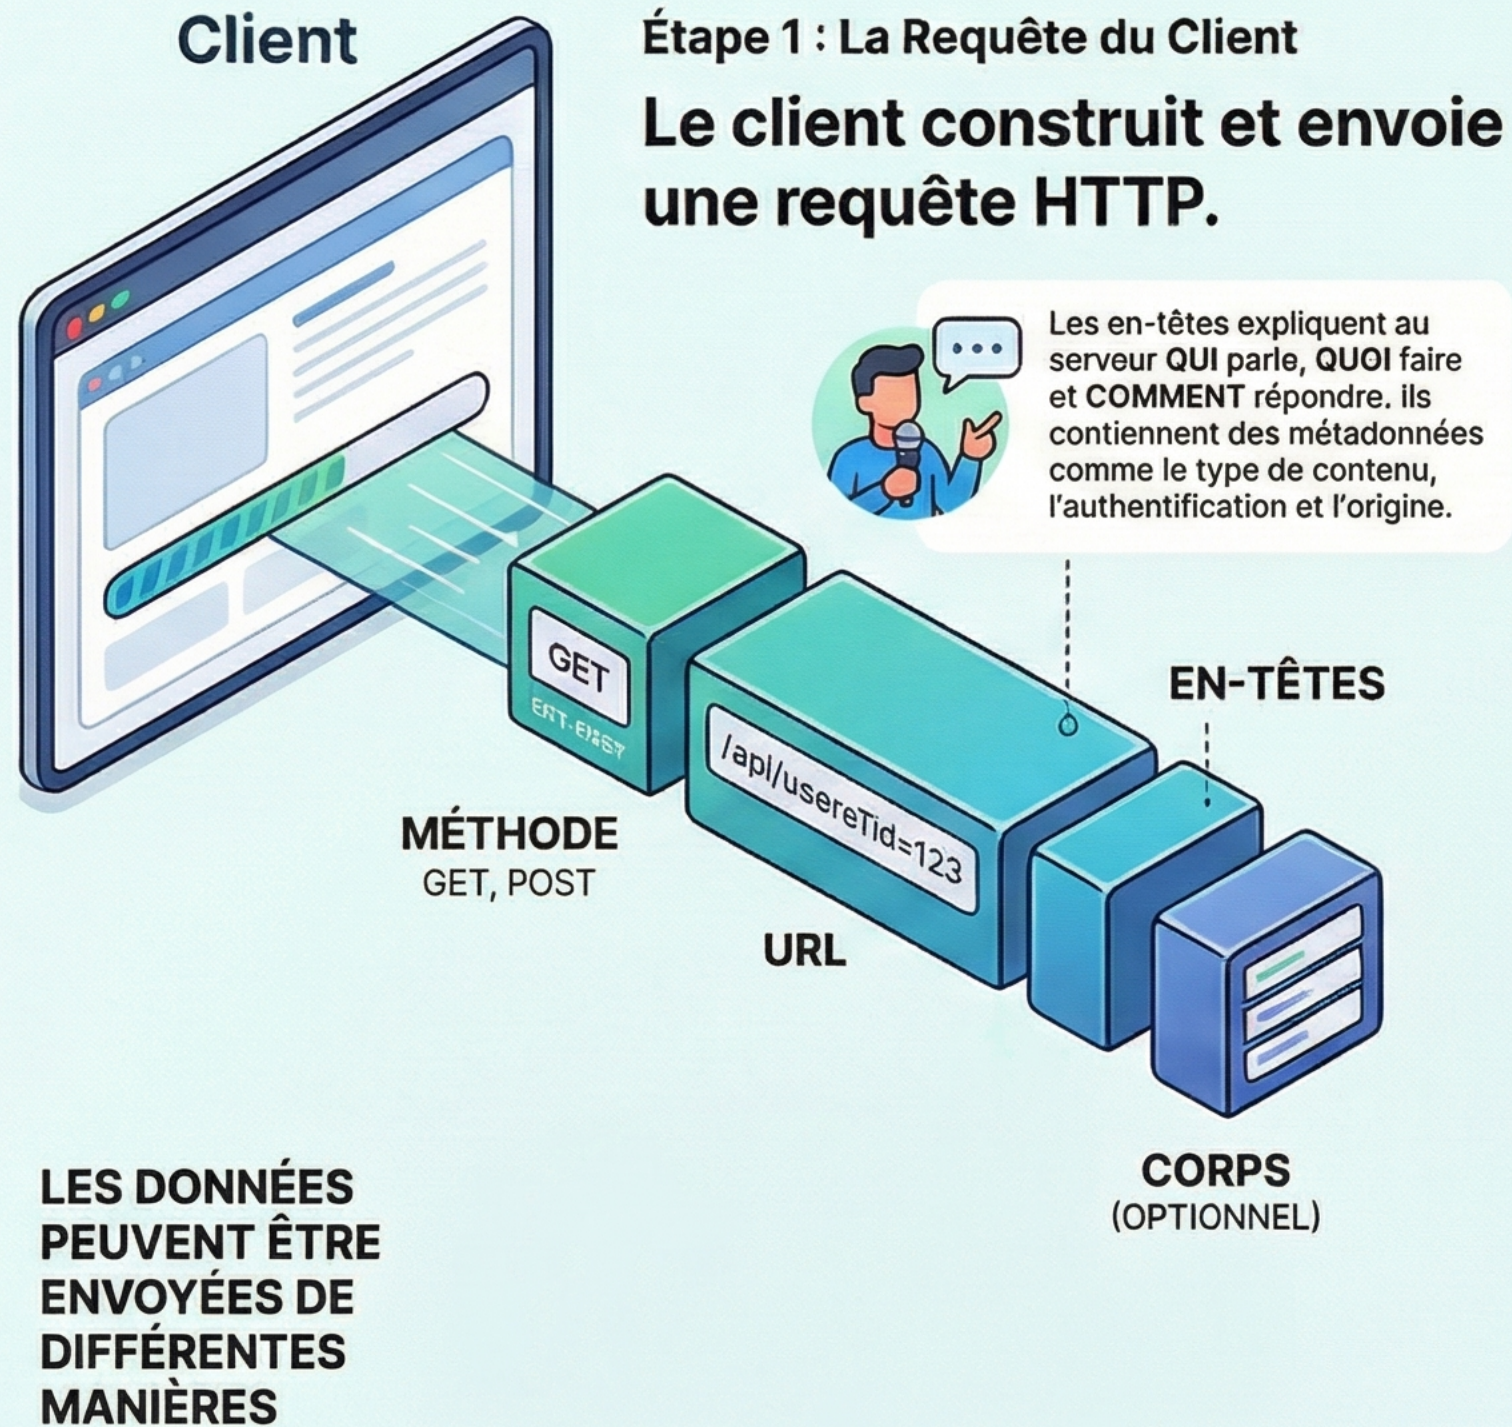 Client
Étape 1 : La Requête du Client
Le client construit et envoie
une requête HTTP.
Les en-têtes expliquent au
serveur QUI parle, QUOI faire
et COMMENT répondre. ils
contiennent des métadonnées
comme le type de contenu,
l'authentification et l'origine.
GET
/api/usereTid=123
EN-TÊTES
MÉTHODE
GET, POST
URL
CORPS
(OPTIONNEL)
LES DONNÉES
PEUVENT ÊTRE
ENVOYÉES DE
DIFFÉRENTES
MANIÈRES